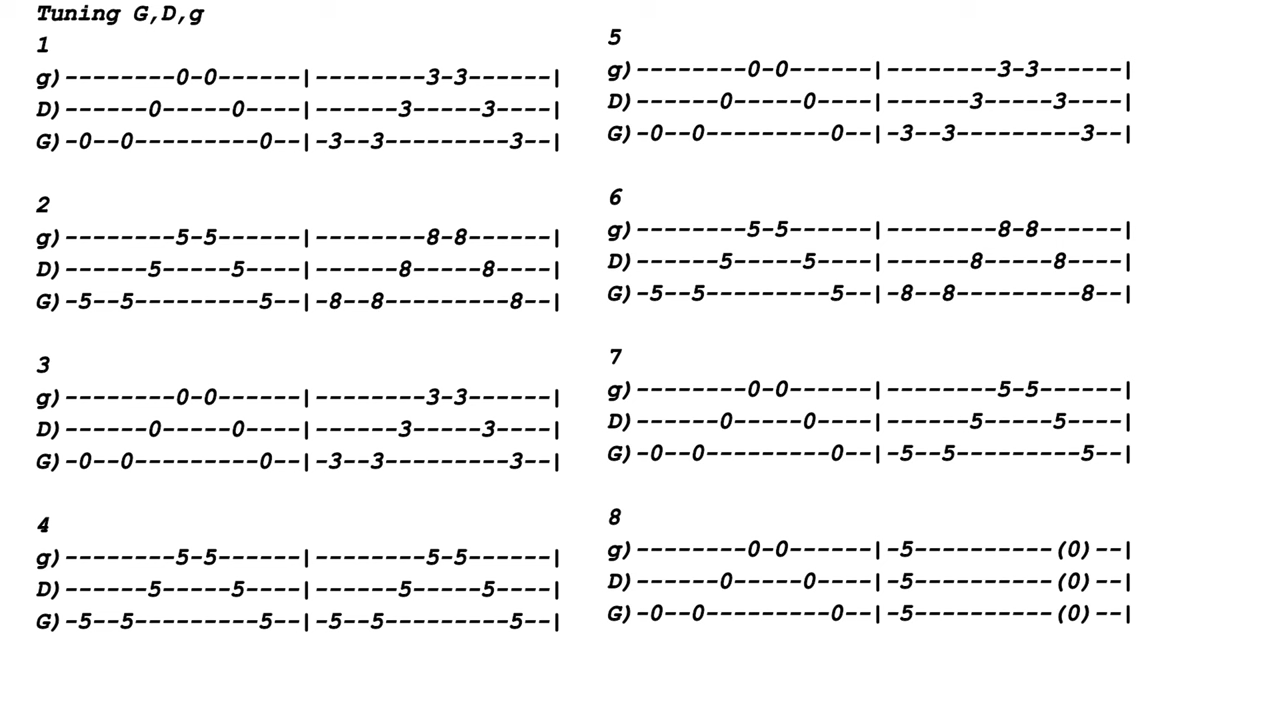 Tuning G,D,g
1
g)--------0-0------|--------3-3------|
D)------0-----0----|------3-----3----|
G)-0--0---------0--|-3--3---------3--|
2
g)--------5-5------|--------8-8------|
D)------5-----5----|------8-----8----|
G)-5--5---------5--|-8--8---------8--|
3
g)--------0-0------|--------3-3------|
D)------0-----0----|------3-----3----|
G)-0--0---------0--|-3--3---------3--|
4
g)--------5-5------|--------5-5------|
D)------5-----5----|------5-----5----|
G)-5--5---------5--|-5--5---------5--|
5
g)--------0-0------|--------3-3------|
D)------0-----0----|------3-----3----|
G)-0--0---------0--|-3--3---------3--|
6
g)--------5-5------|--------8-8------|
D)------5-----5----|------8-----8----|
G)-5--5---------5--|-8--8---------8--|
7
g)--------0-0------|--------5-5------|
D)------0-----0----|------5-----5----|
G)-0--0---------0--|-5--5---------5--|
8
g)--------0-0------|-5----------(0)--|
D)------0-----0----|-5----------(0)--|
G)-0--0---------0--|-5----------(0)--|